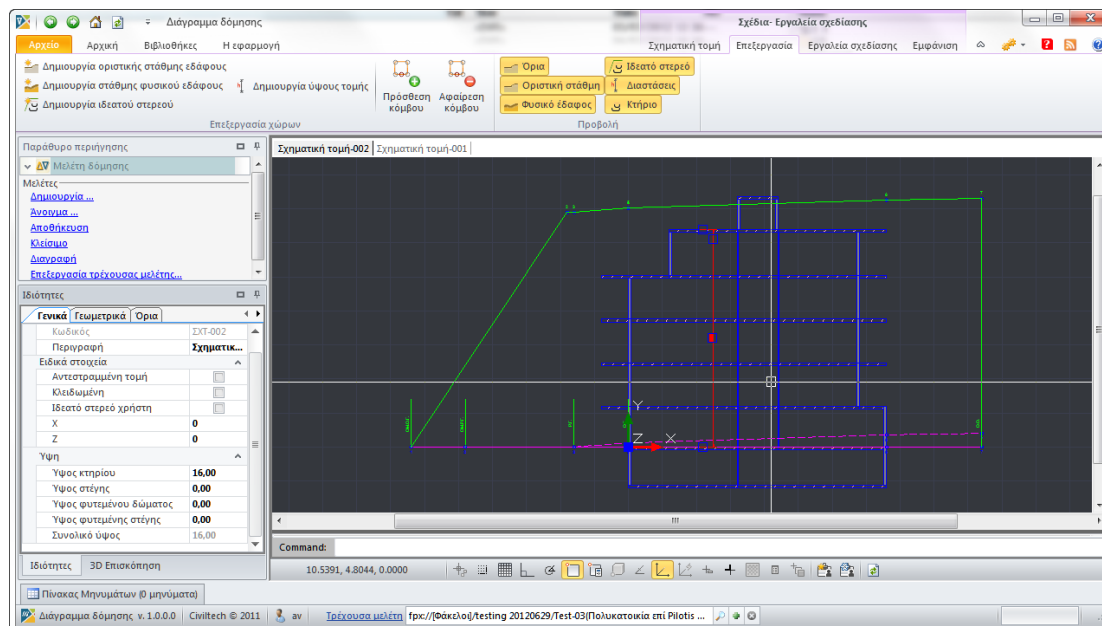 Διάγραμμα δόμησης
Σχέδια- Εργαλεία σχεδίασης
Αρχείο Αρχική Βιβλιοθήκες Η εφαρμογή Σχηματική τομή Επεξεργασία Εργαλεία σχεδίασης Εμφάνιση
Δημιουργία οριστικής στάθμης εδάφους
Δημιουργία στάθμης φυσικού εδάφους Δημιουργία ύψους τομής
Δημιουργία ιδεατού στερεού
Πρόσθεση κόμβου
Αφαίρεση κόμβου
Επεξεργασία χώρων
Όρια Ιδεατό στερεό
Οριστική στάθμη Διαστάσεις
Φυσικό έδαφος Κτήριο
Προβολή
Παράθυρο περιήγησης
Μελέτη δόμησης
Μελέτες
Δημιουργία ...
Άνοιγμα ...
Αποθήκευση
Κλείσιμο
Διαγραφή
Επεξεργασία τρέχουσας μελέτης...
Ιδιότητες
Γενικά Γεωμετρικά Όρια
Κωδικός ΣΧΤ-002
Περιγραφή Σχηματικ...
Ειδικά στοιχεία
Αντεστραμμένη τομή
Κλειδωμένη
Ιδεατό στερεό χρήστη
X 0
Z 0
Ύψη
Ύψος κτηρίου 16,00
Ύψος στέγης 0,00
Ύψος φυτεμένου δώματος 0,00
Ύψος φυτεμένης στέγης 0,00
Συνολικό ύψος 16,00
Ιδιότητες 3D Επισκόπηση
Σχηματική τομή-002 Σχηματική τομή-001
Y
Z X
Command:
10.5391, 4.8044, 0.0000
Πίνακας Μηνυμάτων (0 μηνύματα)
Διάγραμμα δόμησης v. 1.0.0.0 Civiltech © 2011 av Τρέχουσα μελέτη fpx://[Φάκελοι]/testing 20120629/Test-03(Πολυκατοικία επί Pilotis ...